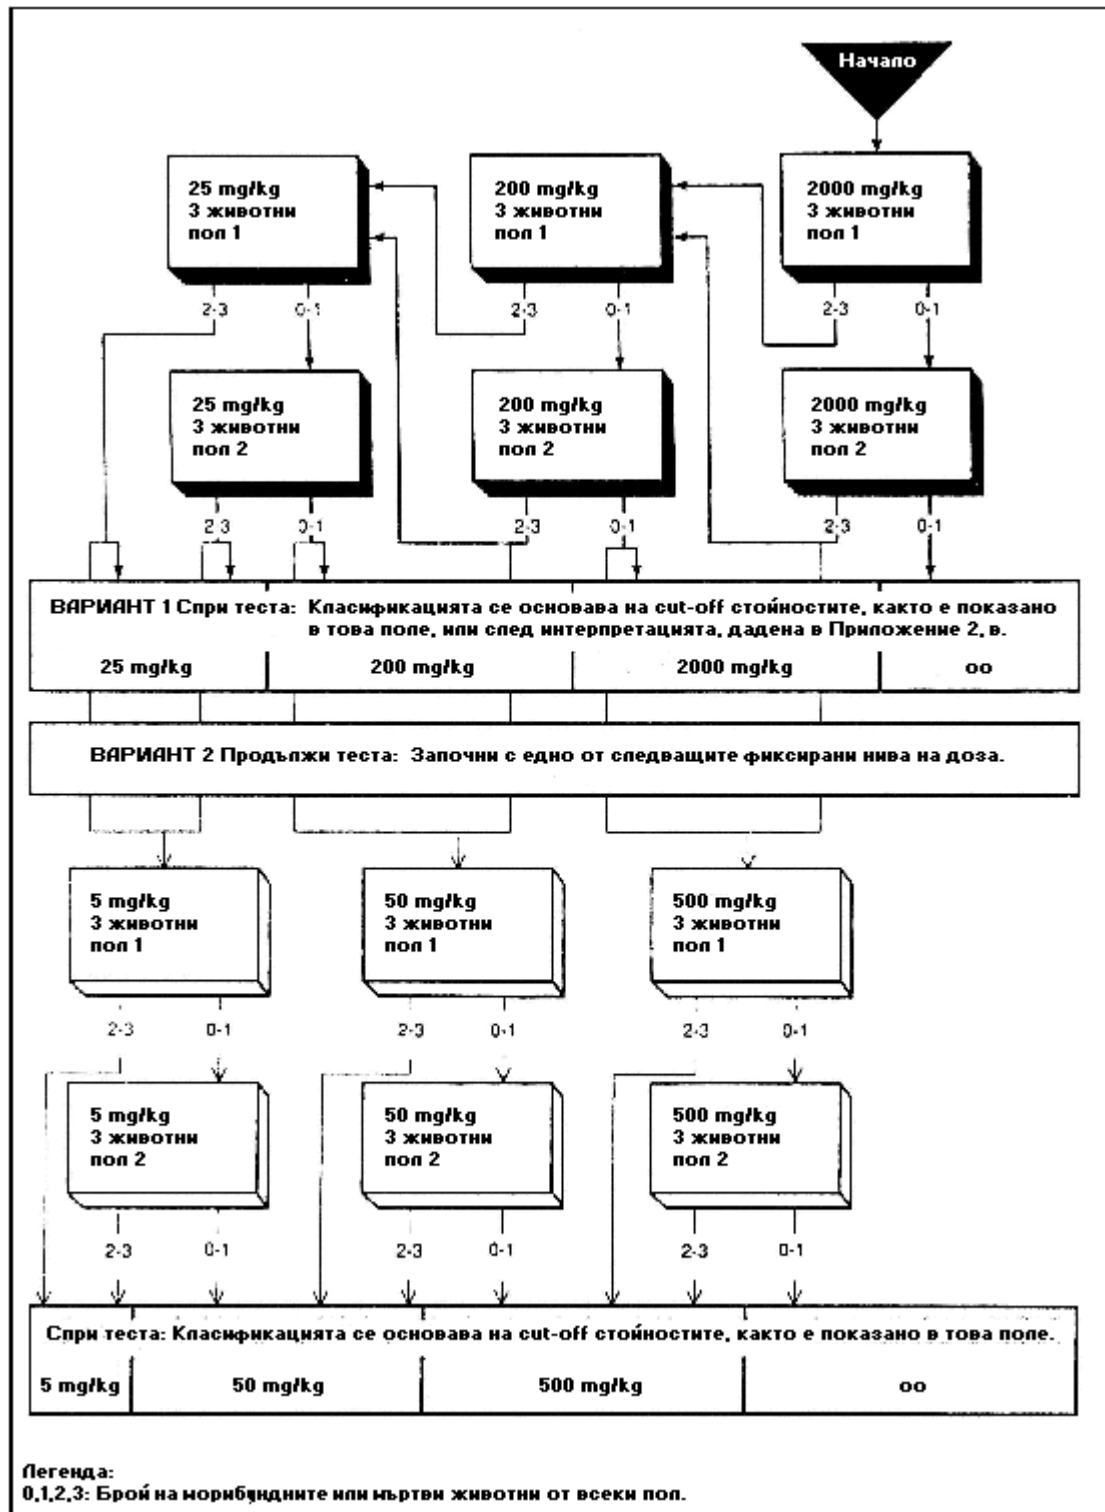 Начало
25 mg/kg
3 животни
пол 1
200 mg/kg
3 животни
пол 1
2000 mg/kg
3 животни
пол 1
2-3
0-1
2-3
0-1
2-3
0-1
25 mg/kg
3 животни
пол 2
200 mg/kg
3 животни
пол 2
2000 mg/kg
3 животни
пол 2
2-3
0-1
2-3
0-1
2-3
0-1
ВАРИАНТ 1 Спри теста: Класификацията се основава на cut-off стойностите, както е показано
в това поле, или след интерпретацията, дадена в Приложение 2, в.
25 mg/kg
200 mg/kg
2000 mg/kg
oo
ВАРИАНТ 2 Продължи теста: Започни с едно от следващите фиксирани нива на доза.
5 mg/kg
3 животни
пол 1
50 mg/kg
3 животни
пол 1
500 mg/kg
3 животни
пол 1
2-3
0-1
2-3
0-1
2-3
0-1
5 mg/kg
3 животни
пол 2
50 mg/kg
3 животни
пол 2
500 mg/kg
3 животни
пол 2
2-3
0-1
2-3
0-1
2-3
0-1
Спри теста: Класификацията се основава на cut-off стойностите, както е показано в това поле.
5 mg/kg
50 mg/kg
500 mg/kg
oo
Легенда:
0,1,2,3: Брой на морибундните или мъртви животни от всеки пол.